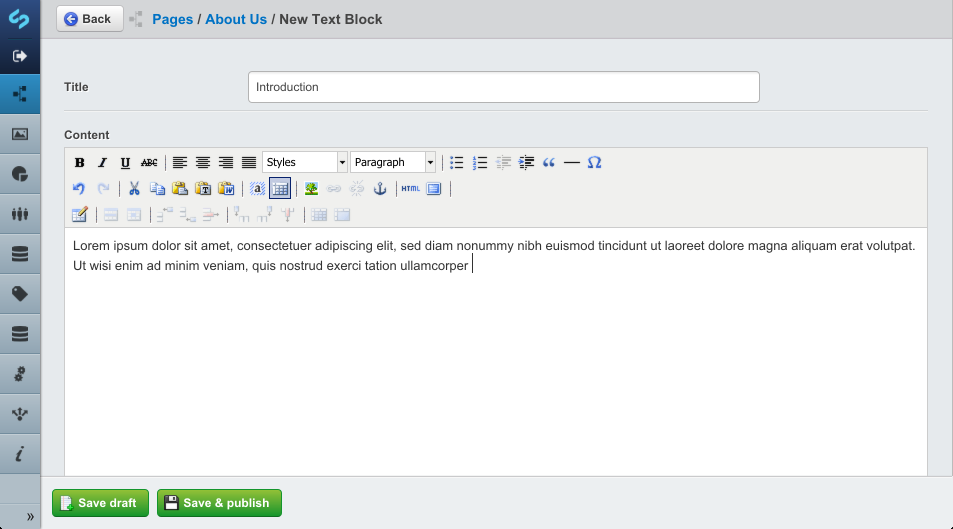 Back Pages / About Us / New Text Block
Title Introduction
Content
B I U ABC Styles Paragraph
HTML
Lorem ipsum dolor sit amet, consectetuer adipiscing elit, sed diam nonummy nibh euismod tincidunt ut laoreet dolore magna aliquam erat volutpat.
Ut wisi enim ad minim veniam, quis nostrud exerci tation ullamcorper
Save draft Save & publish